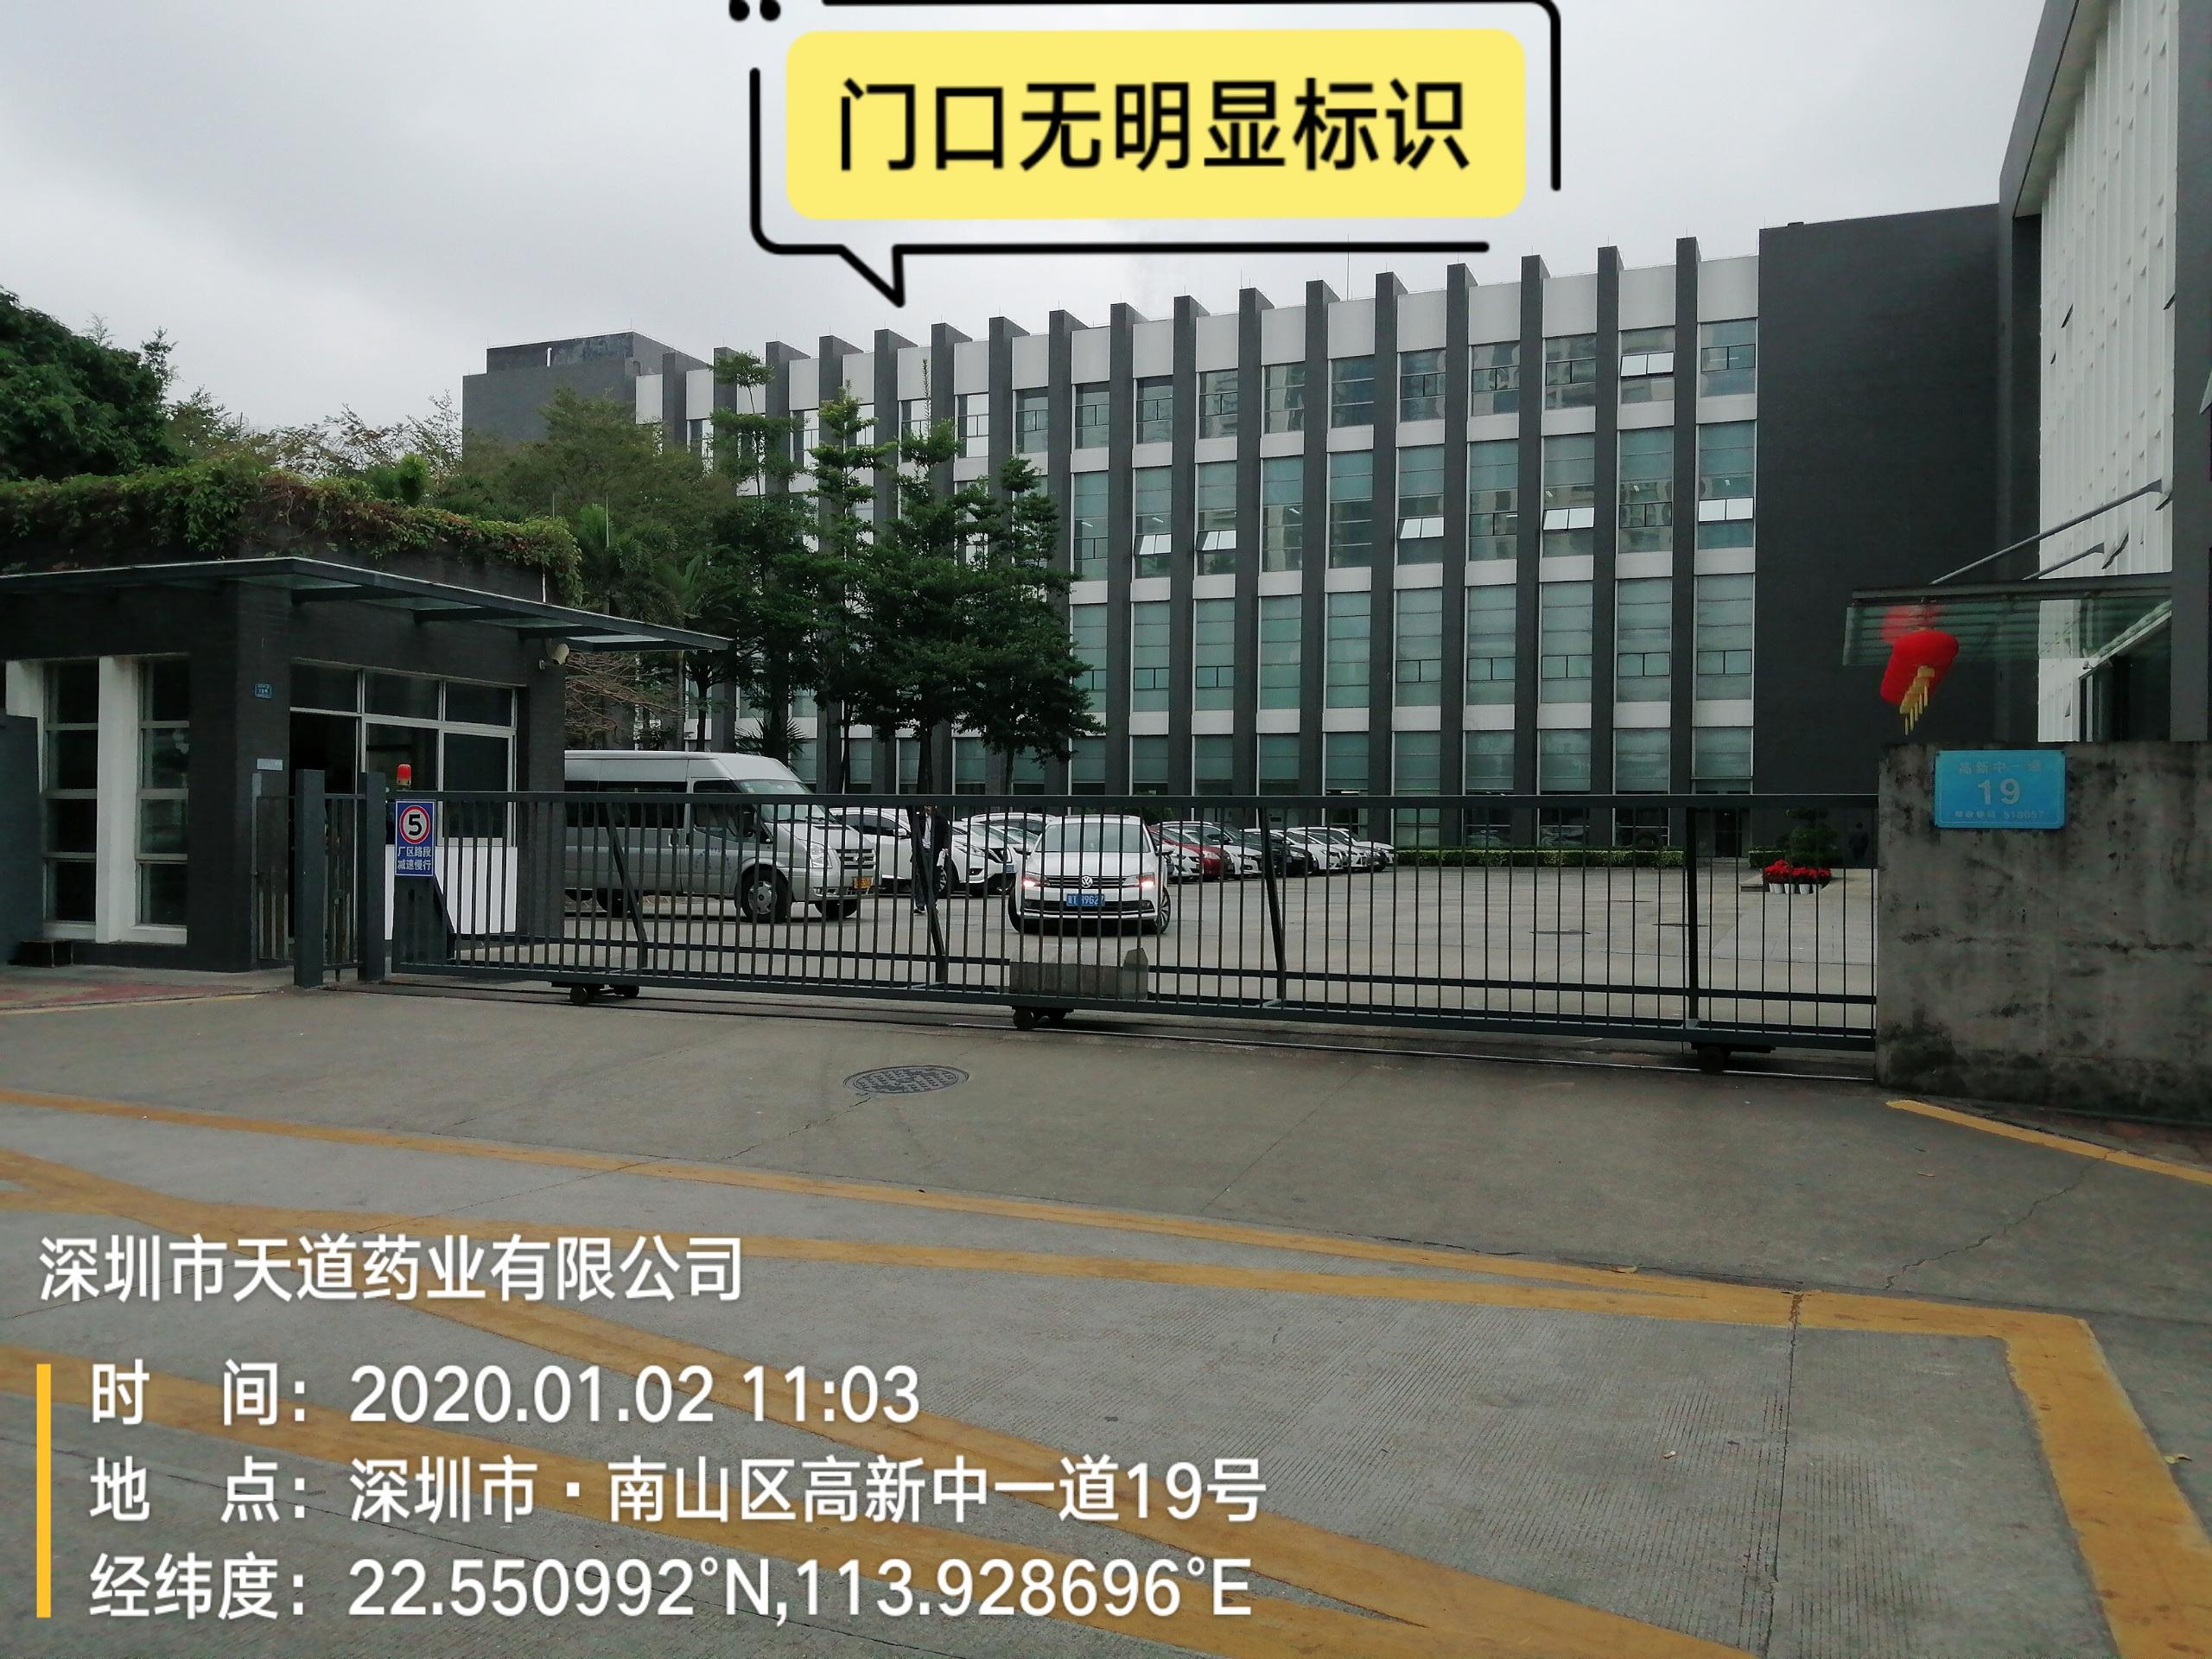 门口无明显标识
高新中一道
19
5
厂区路段
减速慢行
深圳市天道药业有限公司
时 间：2020.01.02 11:03
地 点：深圳市·南山区高新中一道19号
经纬度：22.550992°N,113.928696°E